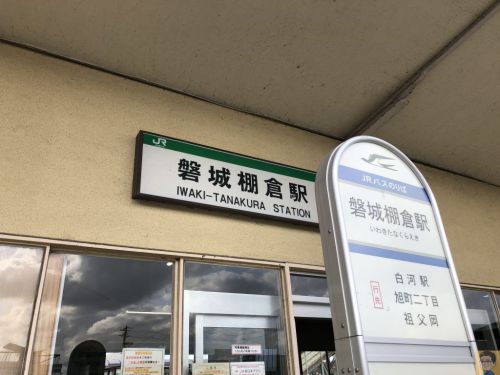 JR
磐城棚倉駅
IWAKI-TANAKURA STATION
JRバスのりば
磐城棚倉駅
いわきたなくらえき
行先
白河駅
旭町二丁目
祖父岡